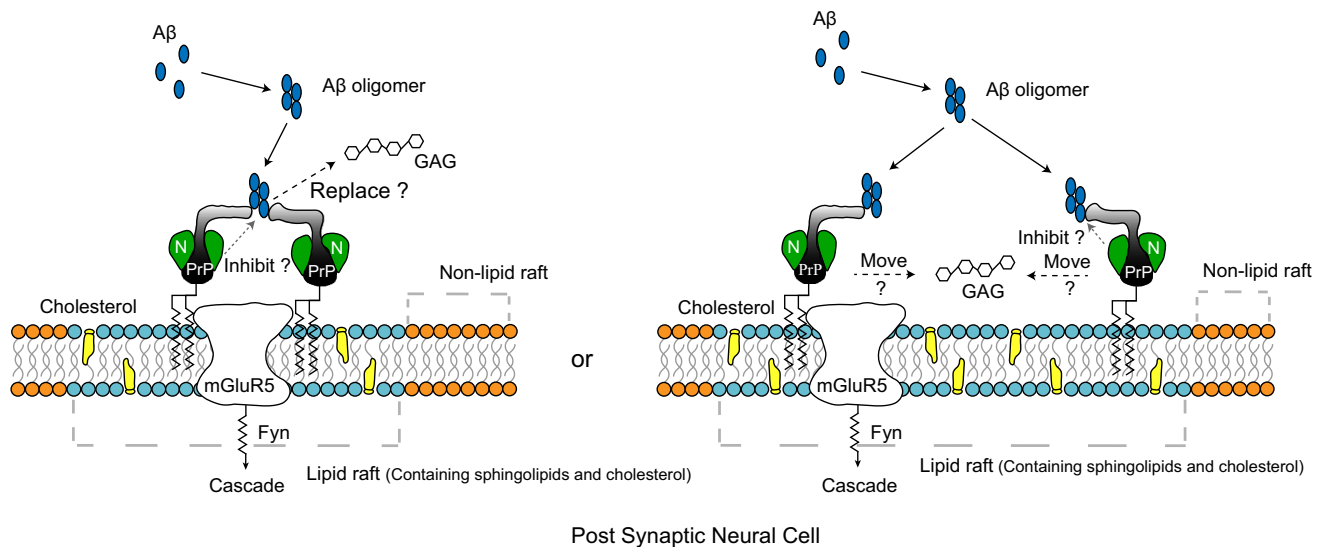 Aβ
Aβ oligomer
GAG
Replace ?
N
N
PrP
Inhibit ?
PrP
Non-lipid raft
Cholesterol
mGluR5
Fyn
Lipid raft (Containing sphingolipids and cholesterol)
Cascade
or
Aβ
Aβ oligomer
Inhibit ?
N
N
PrP
Move
?
GAG
Move
?
PrP
Non-lipid raft
Cholesterol
mGluR5
Fyn
Lipid raft (Containing sphingolipids and cholesterol)
Cascade
Post Synaptic Neural Cell